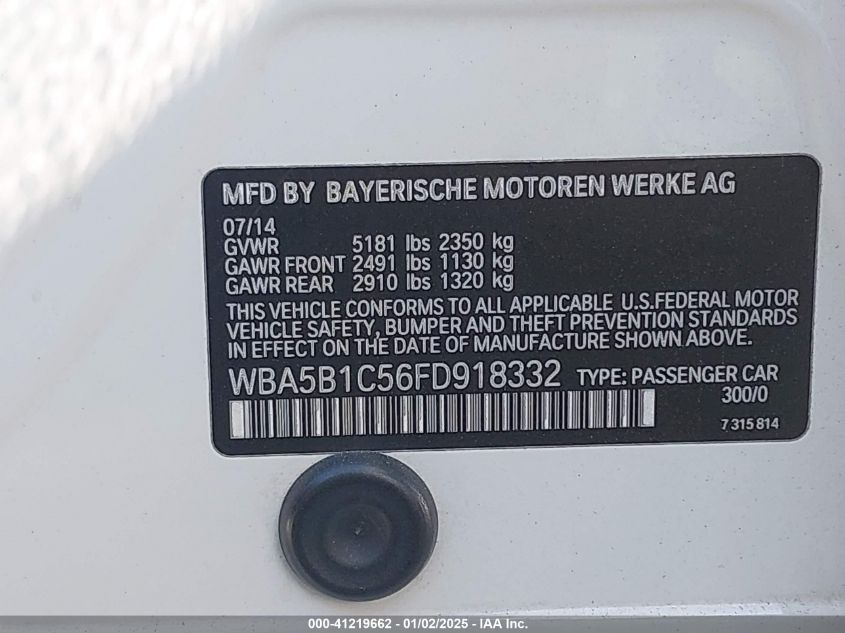 MFD BY BAYERISCHE MOTOREN WERKE AG
07/14
GVWR 5181 lbs 2350 kg
GAWR FRONT 2491 lbs 1130 kg
GAWR REAR 2910 lbs 1320 kg
THIS VEHICLE CONFORMS TO ALL APPLICABLE U.S.FEDERAL MOTOR
VEHICLE SAFETY, BUMPER AND THEFT PREVENTION STANDARDS
IN EFFECT ON THE DATE OF MANUFACTURE SHOWN ABOVE.
WBA5B1C56FD918332 TYPE: PASSENGER CAR
300/0
7 315 814
000-41219662 - 01/02/2025 - IAA Inc.